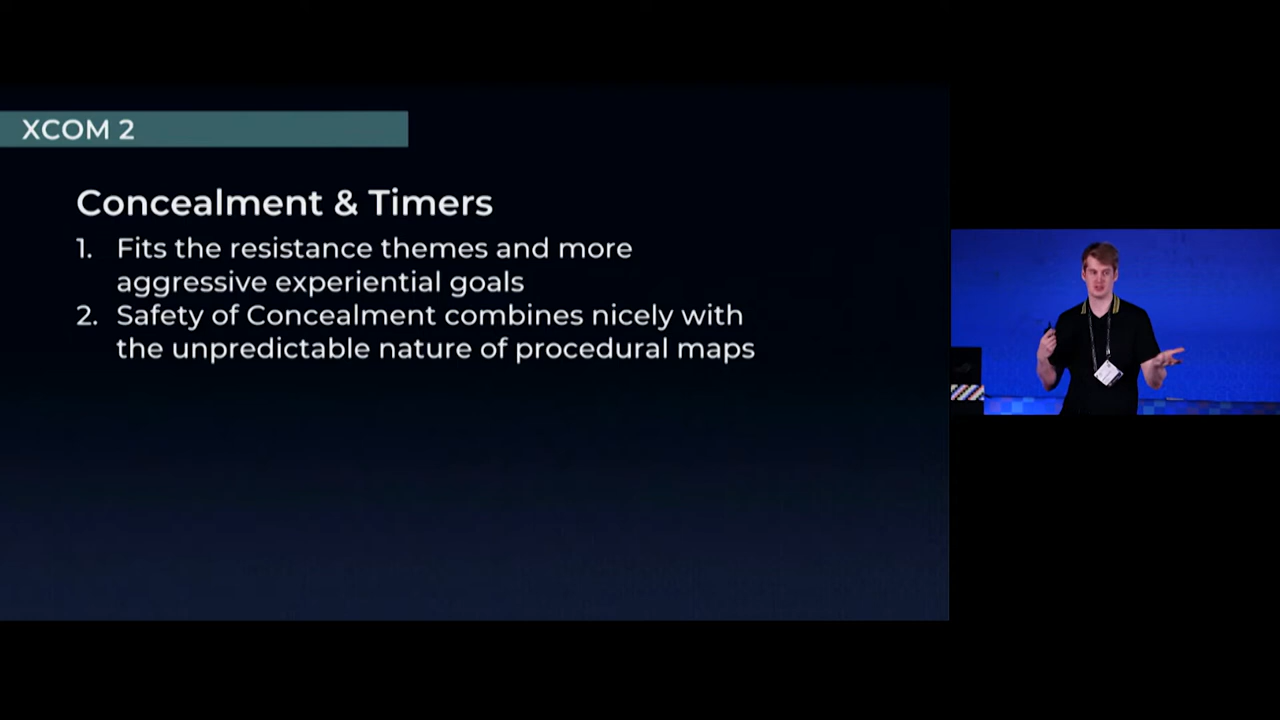 XCOM 2
Concealment & Timers
1. Fits the resistance themes and more
aggressive experiential goals
2. Safety of Concealment combines nicely with
the unpredictable nature of procedural maps